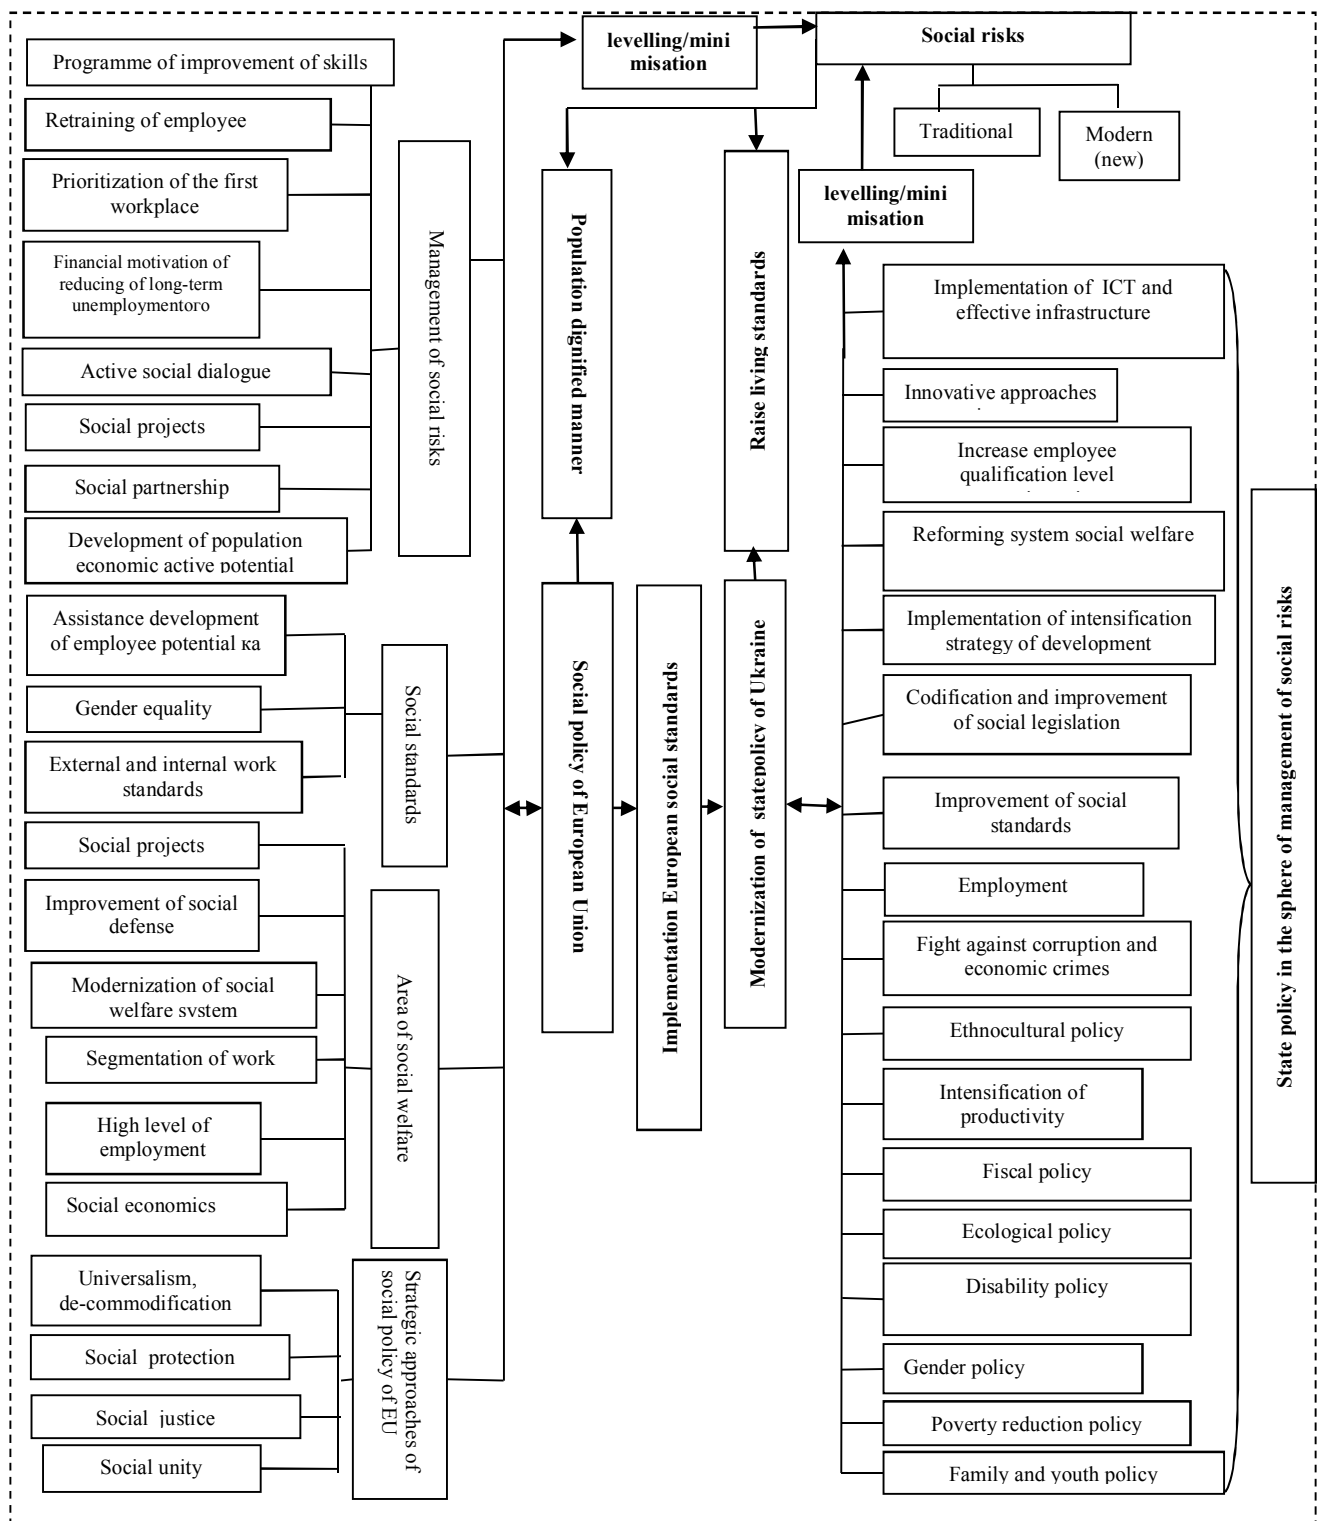 levelling/mini
misation
Social risks
Traditional
Modern
(new)
levelling/mini
misation
Programme of improvement of skills
Retraining of employee
Prioritization of the first
workplace
Financial motivation of
reducing of long-term
unemploymentого
Active social dialogue
Social projects
Social partnership
Development of population
economic active potential
Management of social risks
Assistance development
of employee potential ка
Gender equality
External and internal work
standards
Social standards
Social projects
Improvement of social
defense
Modernization of social
welfare system
Segmentation of work
High level of
employment
Social economics
Area of social welfare
Universalism,
de-commodification
Social protection
Social justice
Social unity
Strategic approaches of
social policy of EU
Population dignified manner
Raise living standards
Social policy of European
Union
Implementation European social standards
Modernization of statepolicy of Ukraine
Implementation of ICT and
effective infrastructure
Innovative approaches
Increase employee
qualification level
Reforming system social welfare
Implementation of intensification
strategy of development
Codification and improvement
of social legislation
Improvement of social
standards
Employment
Fight against corruption and
economic crimes
Ethnocultural policy
Intensification of
productivity
Fiscal policy
Ecological policy
Disability policy
Gender policy
Poverty reduction policy
Family and youth policy
State policy in the sphere of management of social risks